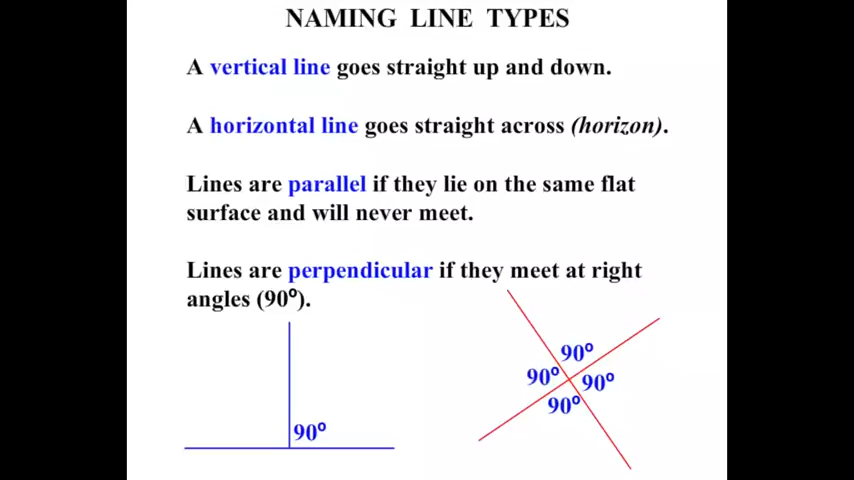 NAMING LINE TYPES
A vertical line goes straight up and down.
A horizontal line goes straight across (horizon).
Lines are parallel if they lie on the same flat
surface and will never meet.
Lines are perpendicular if they meet at right
angles (90º).
90º
90º
90º
90º
90º